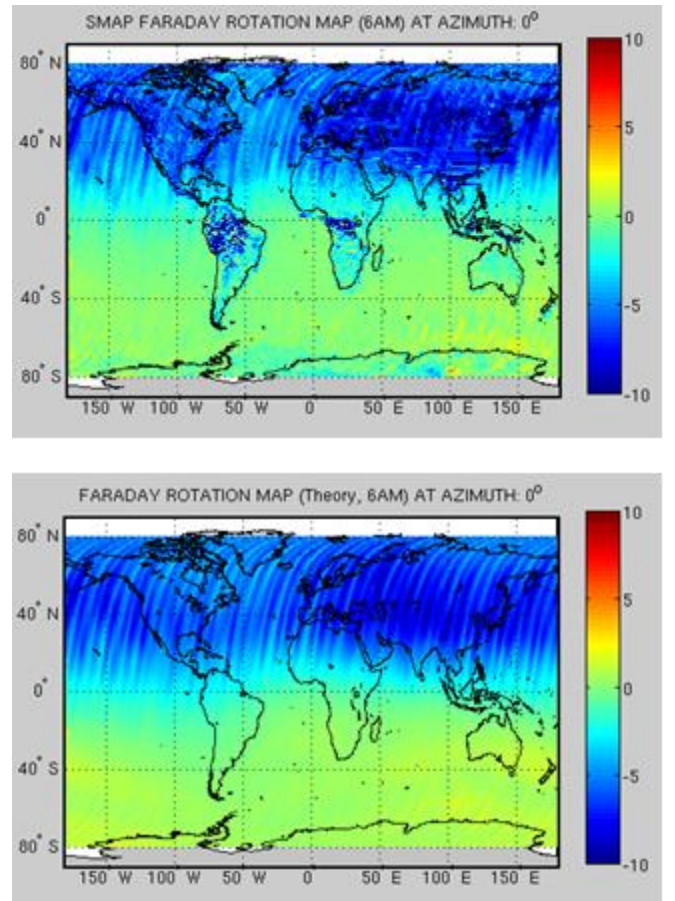 SMAP FARADAY ROTATION MAP (6AM) AT AZIMUTH: 0⁰
80° N
40° N
0°
40° S
80° S
150 W 100 W 50 W 0 50 E 100 E 150 E
10
5
0
-5
-10
FARADAY ROTATION MAP (Theory, 6AM) AT AZIMUTH: 0⁰
80° N
40° N
0°
40° S
80° S
150 W 100 W 50 W 0 50 E 100 E 150 E
10
5
0
-5
-10